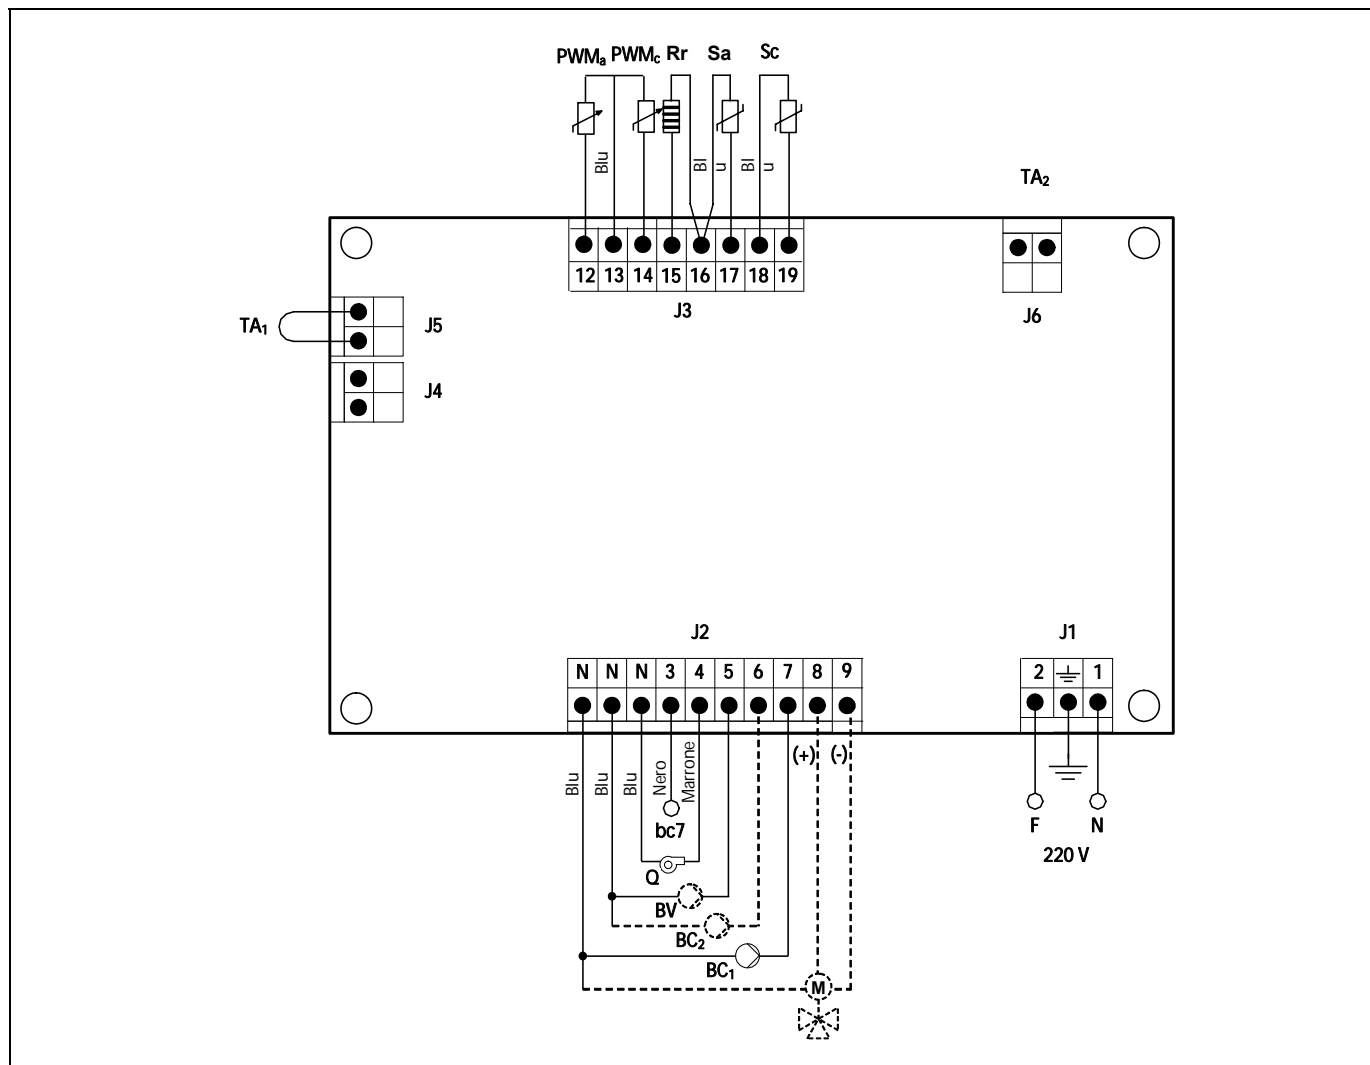 PWMa PWMc Rr Sa Sc
Blu
Bl
u
Bl
u
TA2
12 13 14 15 16 17 18 19
J3
J6
TA1
J5
J4
J2
J1
N N N 3 4 5 6 7 8 9
2 1
Blu
Blu
Blu
Nero
Marrone
(+) (-)
bc7
F N
220 V
Q
BV
BC2
BC1
M